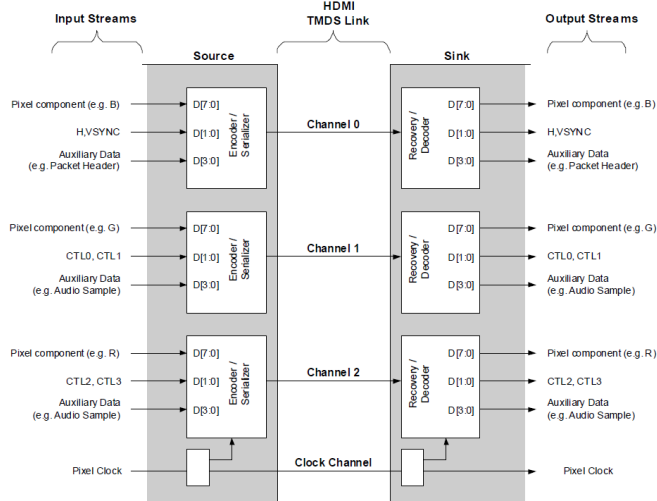 Input Streams
HDMI
TMDS Link
Output Streams
Source
Sink
Pixel component (e.g. B)
H,VSYNC
Auxiliary Data
(e.g. Packet Header)
D[7:0]
D[1:0]
D[3:0]
Encoder /
Serializer
Channel 0
Recovery /
Decoder
D[7:0]
D[1:0]
D[3:0]
Pixel component (e.g. B)
H,VSYNC
Auxiliary Data
(e.g. Packet Header)
Pixel component (e.g. G)
CTL0, CTL1
Auxiliary Data
(e.g. Audio Sample)
D[7:0]
D[1:0]
D[3:0]
Encoder /
Serializer
Channel 1
Recovery /
Decoder
D[7:0]
D[1:0]
D[3:0]
Pixel component (e.g. G)
CTL0, CTL1
Auxiliary Data
(e.g. Audio Sample)
Pixel component (e.g. R)
CTL2, CTL3
Auxiliary Data
(e.g. Audio Sample)
D[7:0]
D[1:0]
D[3:0]
Encoder /
Serializer
Channel 2
Recovery /
Decoder
D[7:0]
D[1:0]
D[3:0]
Pixel component (e.g. R)
CTL2, CTL3
Auxiliary Data
(e.g. Audio Sample)
Pixel Clock
Clock Channel
Pixel Clock